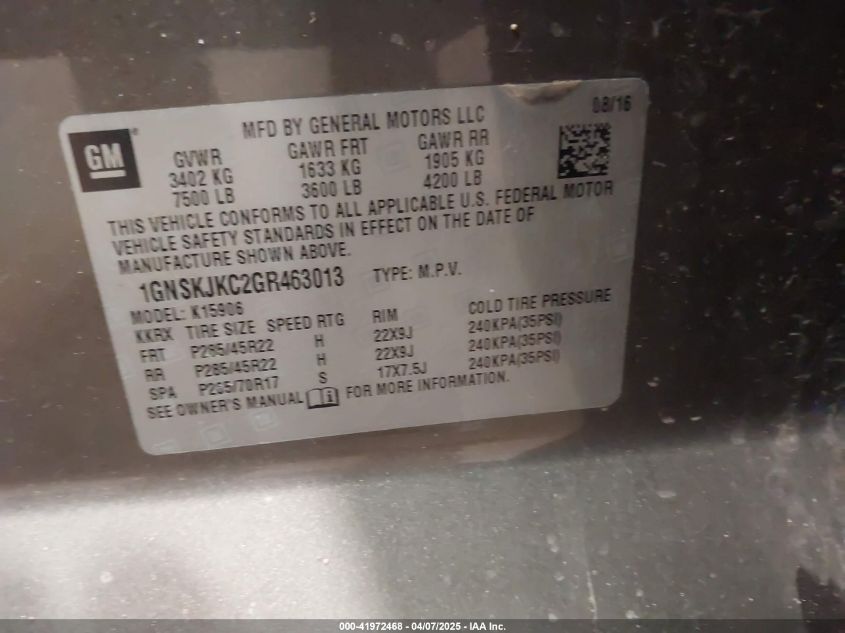 MFD BY GENERAL MOTORS LLC
08/16
GM
GVWR GAWR FRT GAWR RR
3402 KG 1633 KG 1905 KG
7500 LB 3600 LB 4200 LB
THIS VEHICLE CONFORMS TO ALL APPLICABLE U.S. FEDERAL MOTOR
VEHICLE SAFETY STANDARDS IN EFFECT ON THE DATE OF
MANUFACTURE SHOWN ABOVE.
1GNSKJKC2GR463013 TYPE: M.P.V.
MODEL: K15906
KKRX TIRE SIZE SPEED RTG RIM COLD TIRE PRESSURE
FRT P285/45R22 H 22X9J 240KPA(35PSI)
RR P285/45R22 H 22X9J 240KPA(35PSI)
SPA P265/70R17 S 17X7.5J 240KPA(35PSI)
SEE OWNER'S MANUAL FOR MORE INFORMATION.
000-41972468 - 04/07/2025 - IAA Inc.